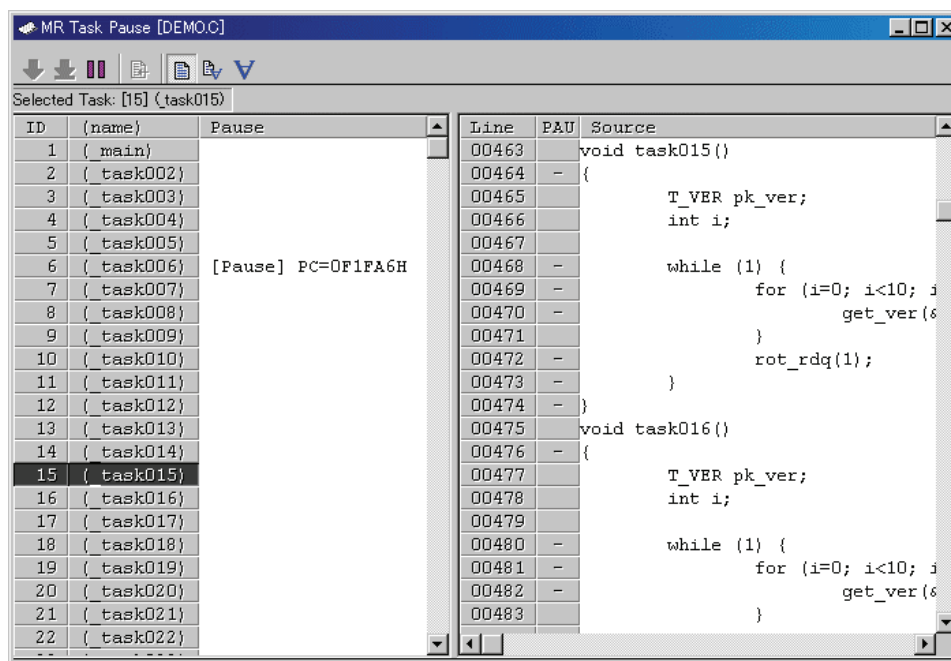 MR Task Pause [DEMO.C]
Selected Task: [15] (_task015)
ID (name) Pause
1 (_main)
2 (_task002)
3 (_task003)
4 (_task004)
5 (_task005)
6 (_task006) [Pause] PC=0F1FA6H
7 (_task007)
8 (_task008)
9 (_task009)
10 (_task010)
11 (_task011)
12 (_task012)
13 (_task013)
14 (_task014)
15 (_task015)
16 (_task016)
17 (_task017)
18 (_task018)
19 (_task019)
20 (_task020)
21 (_task021)
22 (_task022)
Line PAU Source
00463 void task015()
00464 - {
00465 T_VER pk_ver;
00466 int i;
00467
00468 - while (1) {
00469 - for (i=0; i<10; i
00470 - get_ver(&
00471 }
00472 - rot_rdq(1);
00473 - }
00474 - }
00475 void task016()
00476 - {
00477 T_VER pk_ver;
00478 int i;
00479
00480 - while (1) {
00481 - for (i=0; i<10; i
00482 - get_ver(&
00483 }